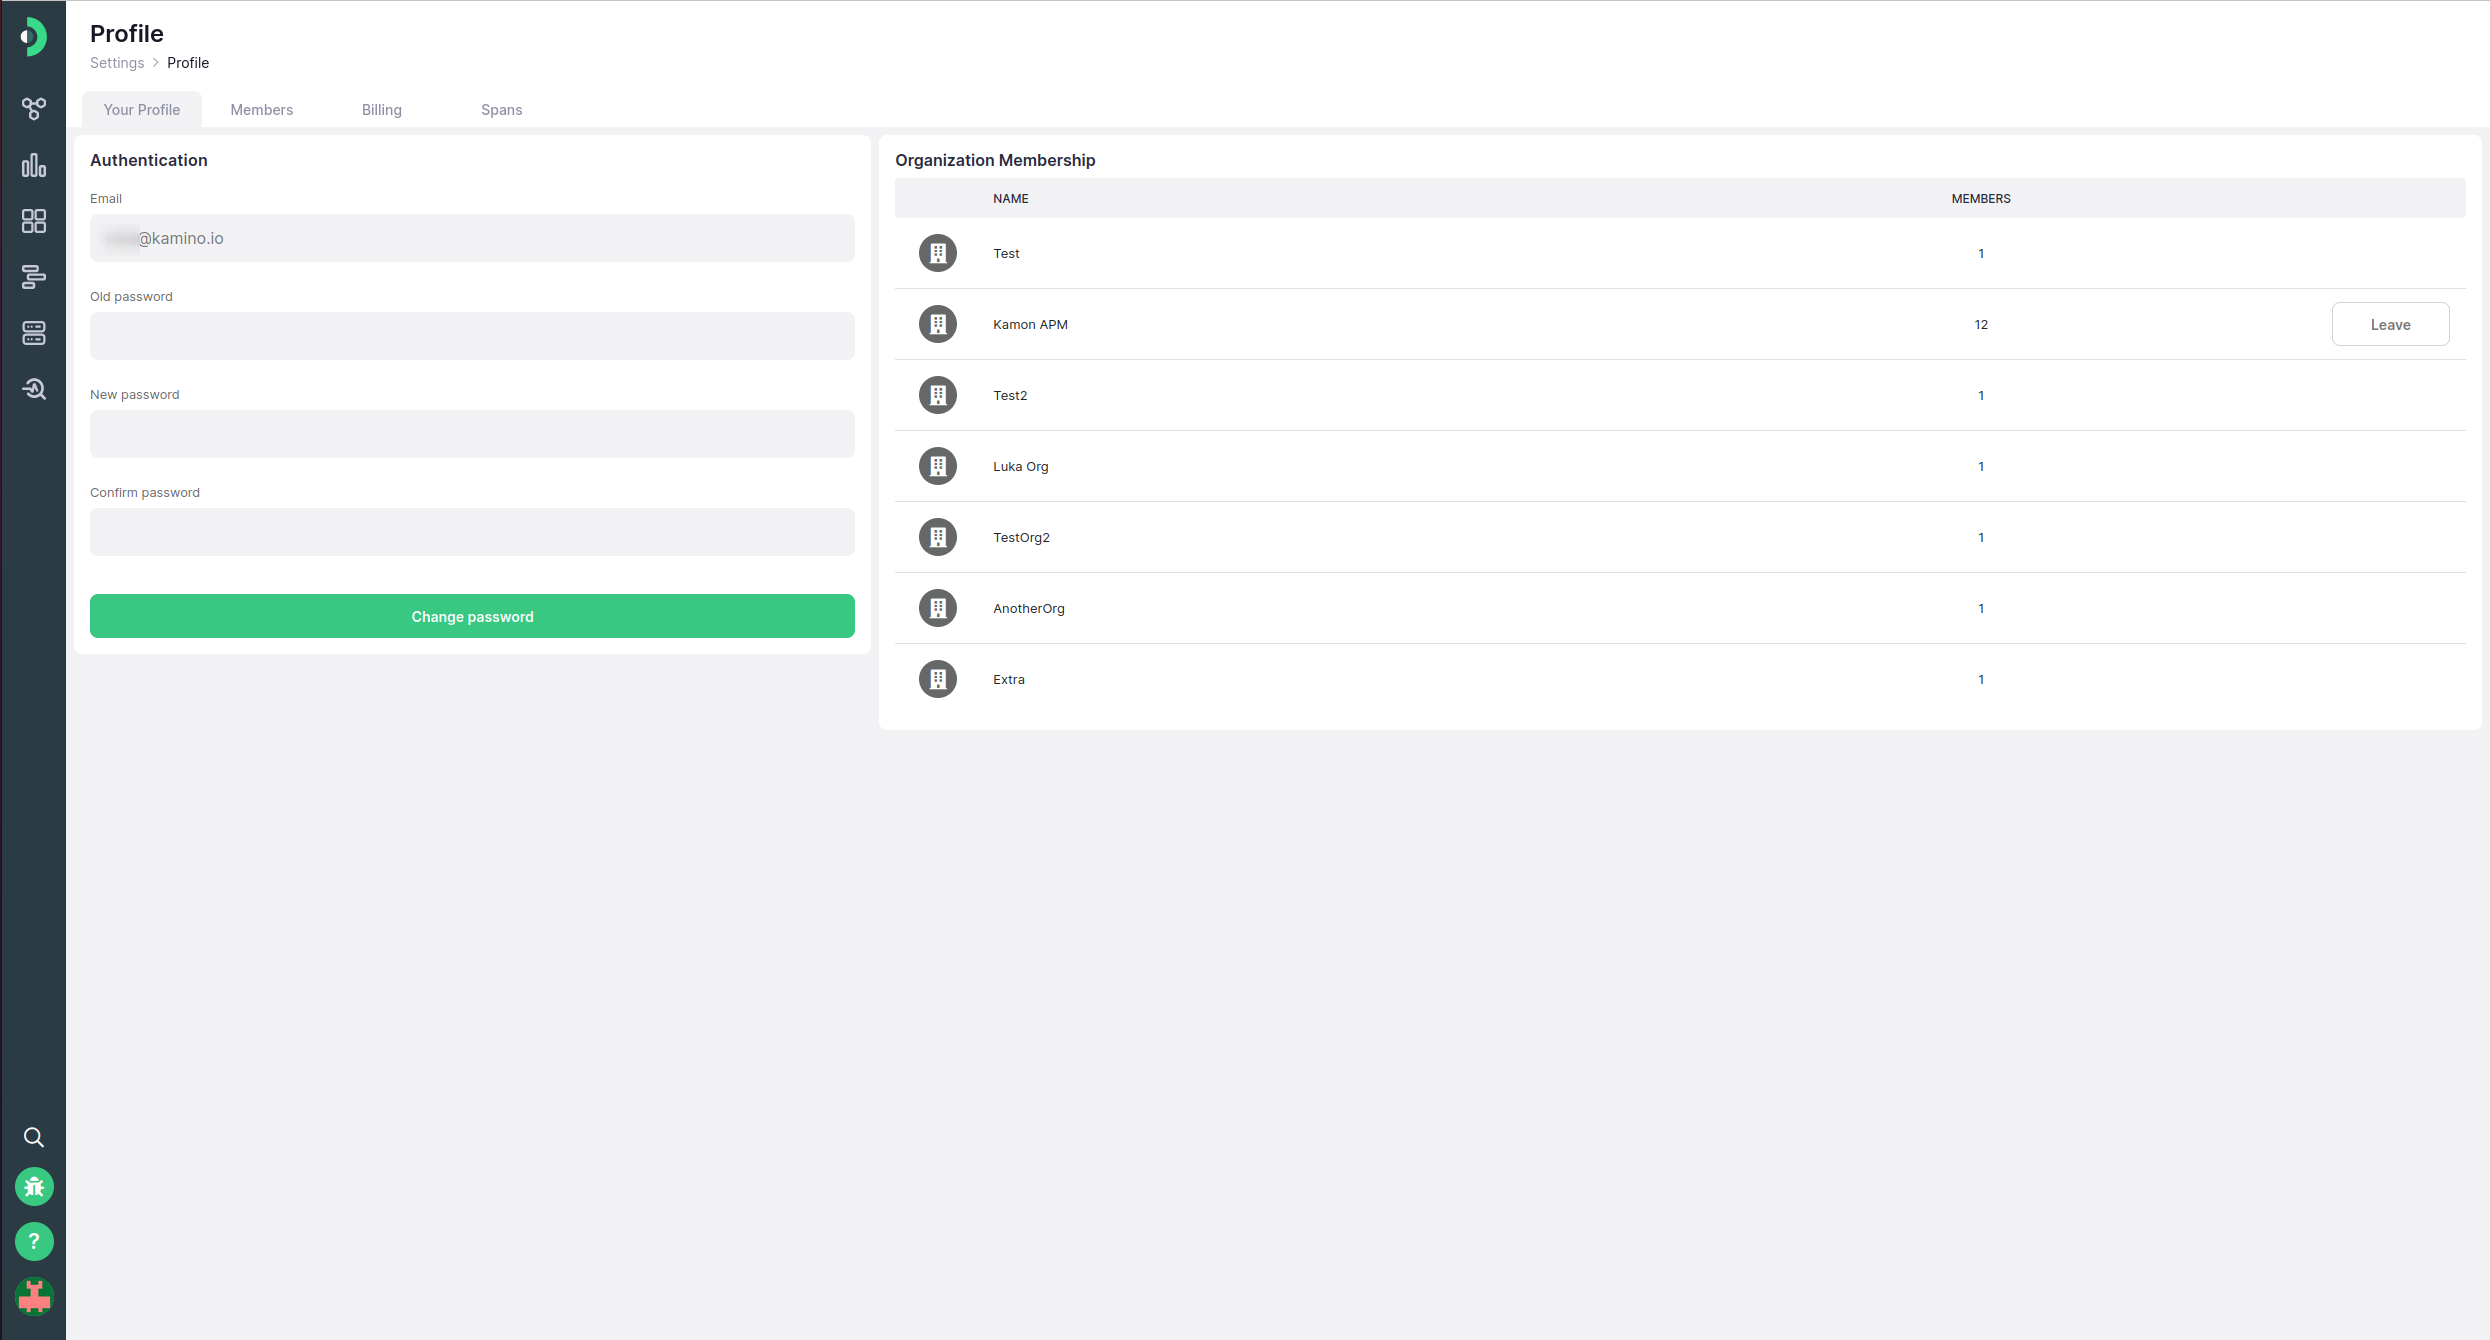 Profile
Settings > Profile
Your Profile
Members
Billing
Spans
Authentication
Email
@kamino.io
Old password
New password
Confirm password
Change password
Organization Membership
NAME MEMBERS
Test 1
Kamon APM 12 Leave
Test2 1
Luka Org 1
TestOrg2 1
AnotherOrg 1
Extra 1
?